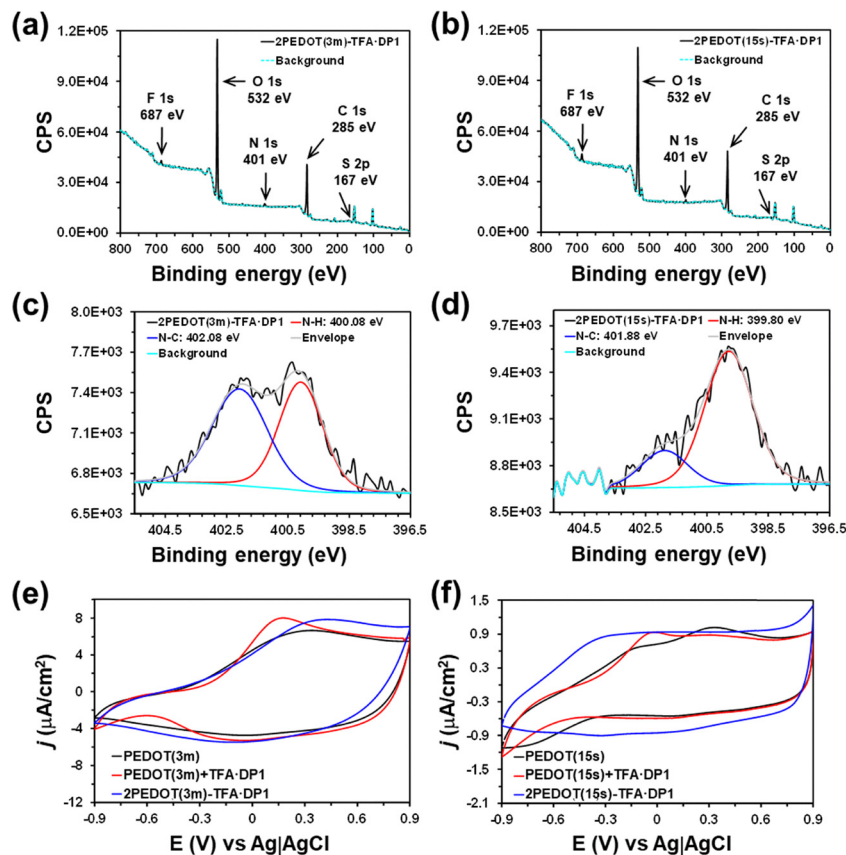 (a)
1.2E+05
9.0E+04
6.0E+04
3.0E+04
0.0E+00
CPS
2PEDOT(3m)-TFA·DP1
Background
F 1s
687 eV
O 1s
532 eV
N 1s
401 eV
C 1s
285 eV
S 2p
167 eV
800 700 600 500 400 300 200 100 0
Binding energy (eV)
(b)
1.2E+05
9.0E+04
6.0E+04
3.0E+04
0.0E+00
CPS
2PEDOT(15s)-TFA·DP1
Background
F 1s
687 eV
O 1s
532 eV
N 1s
401 eV
C 1s
285 eV
S 2p
167 eV
800 700 600 500 400 300 200 100 0
Binding energy (eV)
(c)
8.0E+03
7.7E+03
7.4E+03
7.1E+03
6.8E+03
6.5E+03
CPS
2PEDOT(3m)-TFA·DP1 N-H: 400.08 eV
N-C: 402.08 eV Envelope
Background
404.5 402.5 400.5 398.5 396.5
Binding energy (eV)
(d)
9.7E+03
9.4E+03
9.1E+03
8.8E+03
8.5E+03
CPS
2PEDOT(15s)-TFA·DP1 N-H: 399.80 eV
N-C: 401.88 eV Envelope
Background
404.5 402.5 400.5 398.5 396.5
Binding energy (eV)
(e)
8
4
0
-4
-8
-12
j (μA/cm2)
PEDOT(3m)
PEDOT(3m)+TFA·DP1
2PEDOT(3m)-TFA·DP1
-0.9 -0.6 -0.3 0 0.3 0.6 0.9
E (V) vs Ag|AgCl
(f)
1.5
0.9
0.3
-0.3
-0.9
-1.5
-2.1
j (μA/cm2)
PEDOT(15s)
PEDOT(15s)+TFA·DP1
2PEDOT(15s)-TFA·DP1
-0.9 -0.6 -0.3 0 0.3 0.6 0.9
E (V) vs Ag|AgCl